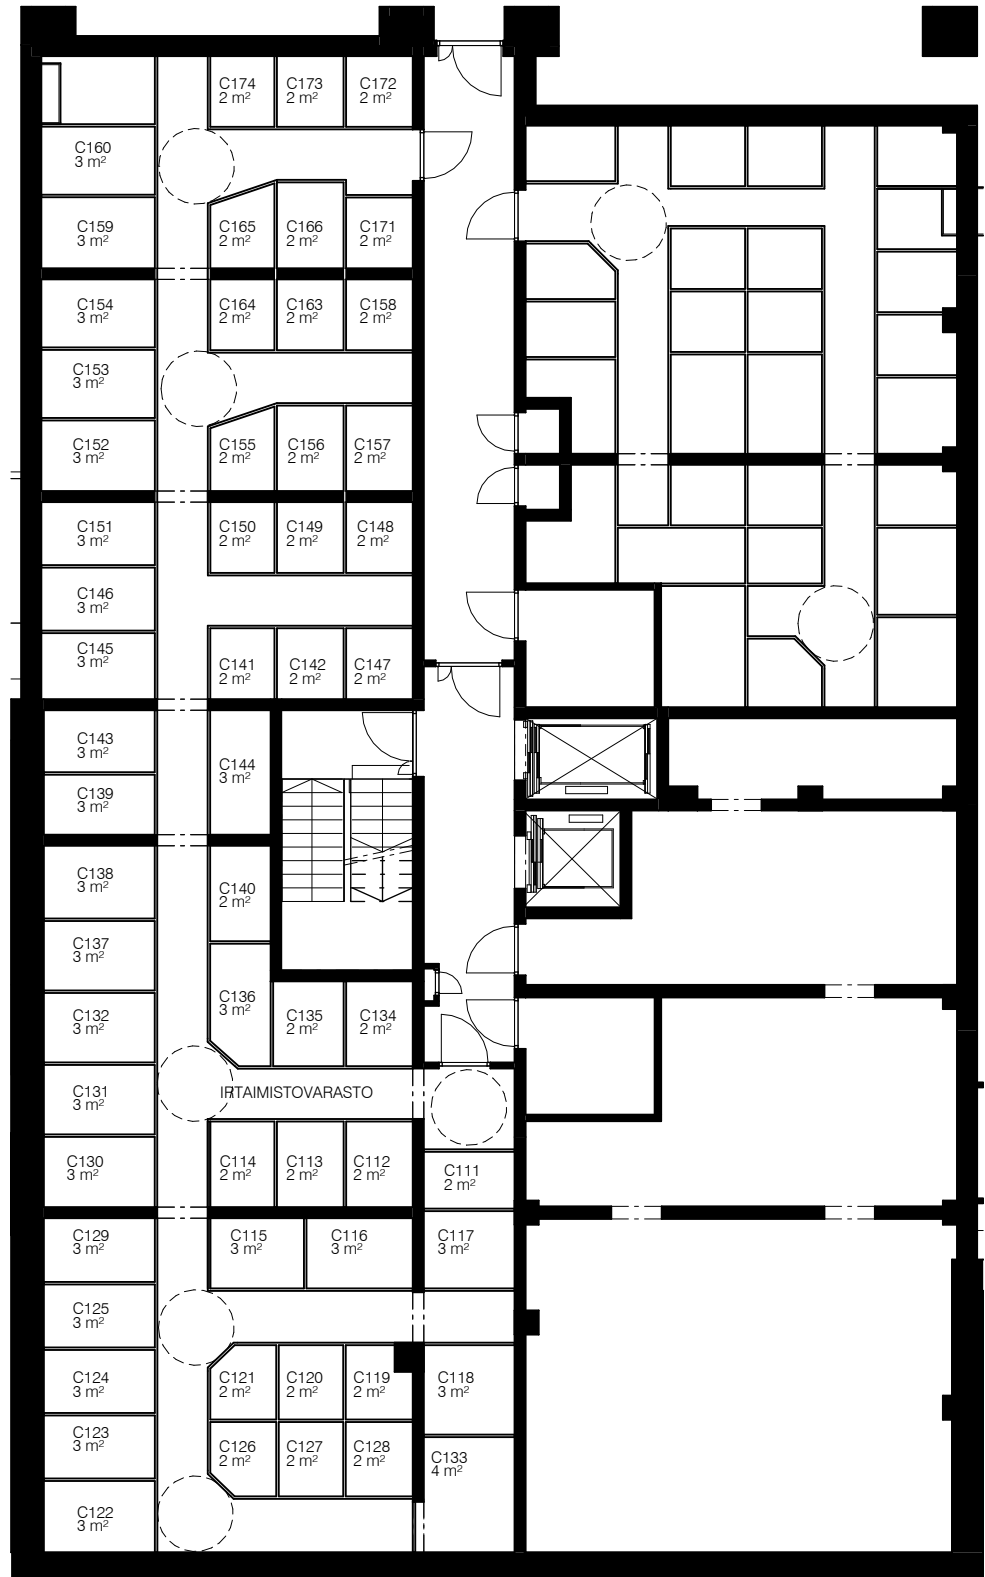 C174
2 m²
C173
2 m²
C172
2 m²
C160
3 m²
C159
3 m²
C165
2 m²
C166
2 m²
C171
2 m²
C154
3 m²
C164
2 m²
C163
2 m²
C158
2 m²
C153
3 m²
C152
3 m²
C155
2 m²
C156
2 m²
C157
2 m²
C151
3 m²
C150
2 m²
C149
2 m²
C148
2 m²
C146
3 m²
C145
3 m²
C141
2 m²
C142
2 m²
C147
2 m²
C143
3 m²
C144
3 m²
C139
3 m²
C138
3 m²
C140
2 m²
C137
3 m²
C136
3 m²
C132
3 m²
C135
2 m²
C134
2 m²
C131
3 m²
IRTAIMISTOVARASTO
C130
3 m²
C114
2 m²
C113
2 m²
C112
2 m²
C111
2 m²
C129
3 m²
C115
3 m²
C116
3 m²
C117
3 m²
C125
3 m²
C124
3 m²
C121
2 m²
C120
2 m²
C119
2 m²
C118
3 m²
C123
3 m²
C126
2 m²
C127
2 m²
C128
2 m²
C133
4 m²
C122
3 m²